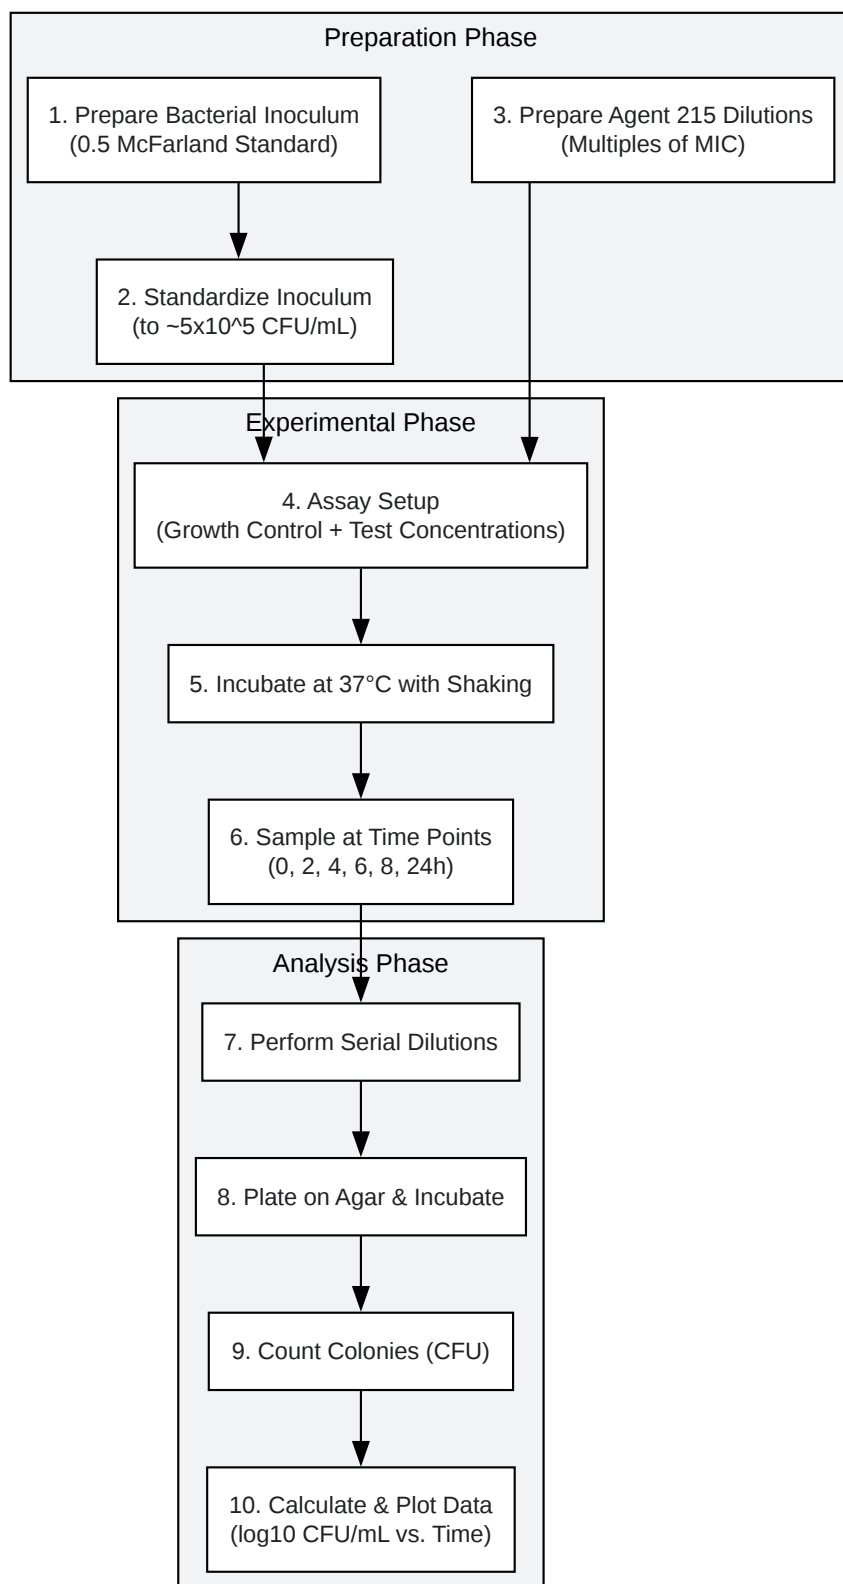 Preparation Phase
1. Prepare Bacterial Inoculum
(0.5 McFarland Standard)
3. Prepare Agent 215 Dilutions
(Multiples of MIC)
2. Standardize Inoculum
(to ~5x10^5 CFU/mL)
Experimental Phase
4. Assay Setup
(Growth Control + Test Concentrations)
5. Incubate at 37°C with Shaking
6. Sample at Time Points
(0, 2, 4, 6, 8, 24h)
Analysis Phase
7. Perform Serial Dilutions
8. Plate on Agar & Incubate
9. Count Colonies (CFU)
10. Calculate & Plot Data
(log10 CFU/mL vs. Time)